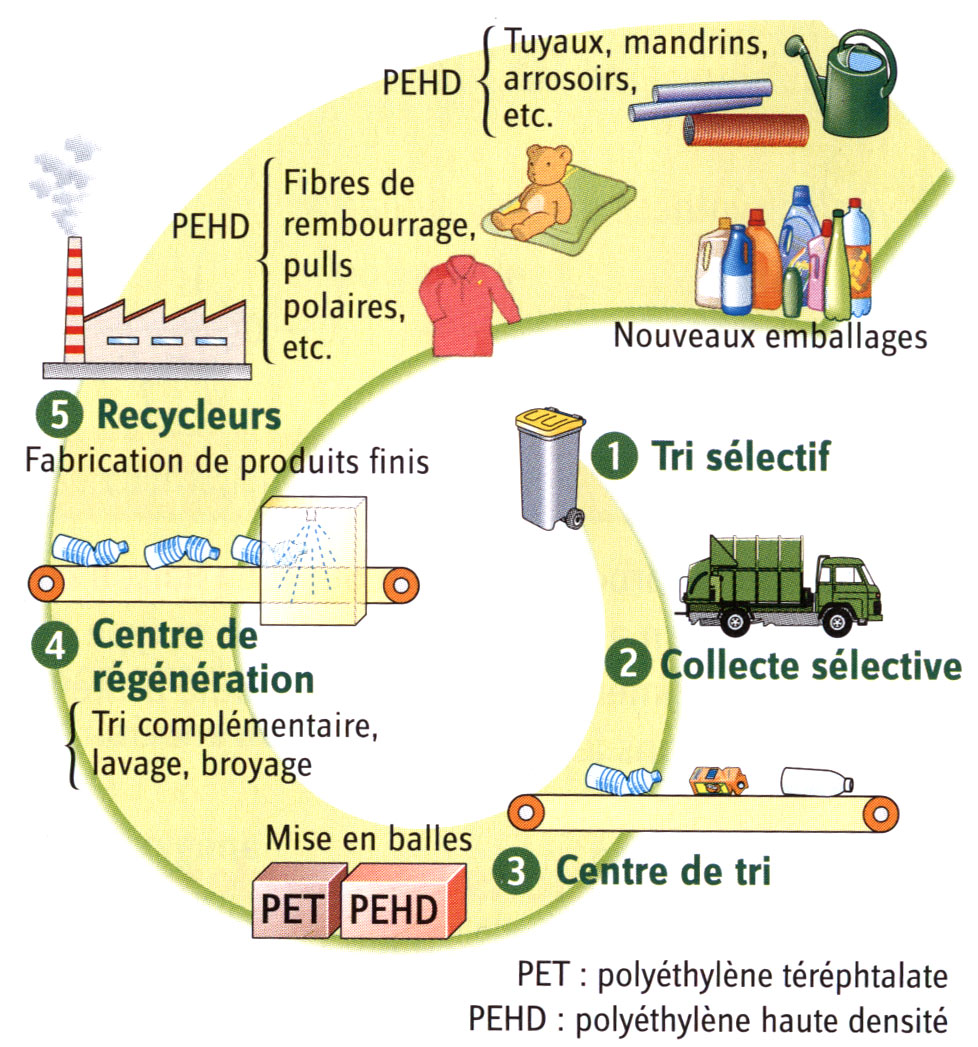 PEHD
Tuyaux, mandrins,
arrosoirs,
etc.
PEHD
Fibres de
rembourrage,
pulls
polaires,
etc.
Nouveaux emballages
5 Recycleurs
Fabrication de produits finis
1 Tri sélectif
2 Collecte sélective
4 Centre de
régénération
Tri complémentaire,
lavage, broyage
3 Centre de tri
Mise en balles
PET
PEHD
PET : polyéthylène téréphtalate
PEHD : polyéthylène haute densité